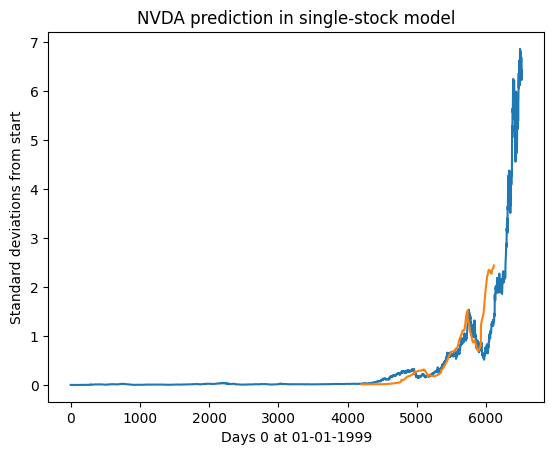 NVDA prediction in single-stock model
Standard deviations from start
7
6
5
4
3
2
1
0
0 1000 2000 3000 4000 5000 6000
Days 0 at 01-01-1999